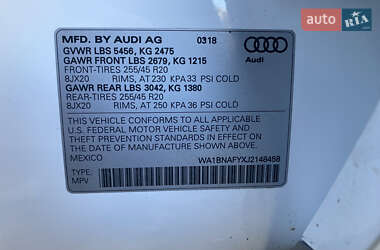 auto RIA
MFD. BY AUDI AG 0318
GVWR LBS 5456, KG 2475
Audi
GAWR FRONT LBS 2679, KG 1215
FRONT-TIRES 255/45 R20
8JX20 RIMS, AT 230 KPA 33 PSI COLD
GAWR REAR LBS 3042, KG 1380
REAR-TIRES 255/45 R20
8JX20 RIMS, AT 250 KPA 36 PSI COLD
THIS VEHICLE CONFORMS TO ALL APPLICABLE
U.S. FEDERAL MOTOR VEHICLE SAFETY AND
THEFT PREVENTION STANDARDS IN EFFECT
ON THE DATE OF MANUFACTURE SHOWN ABOVE.
MEXICO WA1BNAFYXJ2148458
TYPE:
MPV